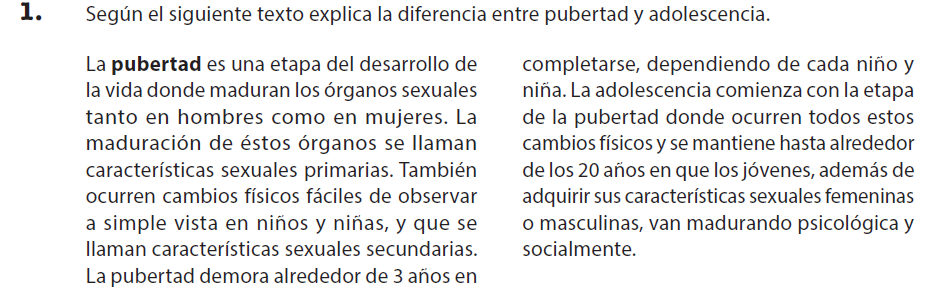 1. Según el siguiente texto explica la diferencia entre pubertad y adolescencia.
La pubertad es una etapa del desarrollo de
la vida donde maduran los órganos sexuales
tanto en hombres como en mujeres. La
maduración de éstos órganos se llaman
características sexuales primarias. También
ocurren cambios físicos fáciles de observar
a simple vista en niños y niñas, y que se
llaman características sexuales secundarias.
La pubertad demora alrededor de 3 años en
completarse, dependiendo de cada niño y
niña. La adolescencia comienza con la etapa
de la pubertad donde ocurren todos estos
cambios físicos y se mantiene hasta alrededor
de los 20 años en que los jóvenes, además de
adquirir sus características sexuales femeninas
o masculinas, van madurando psicológica y
socialmente.